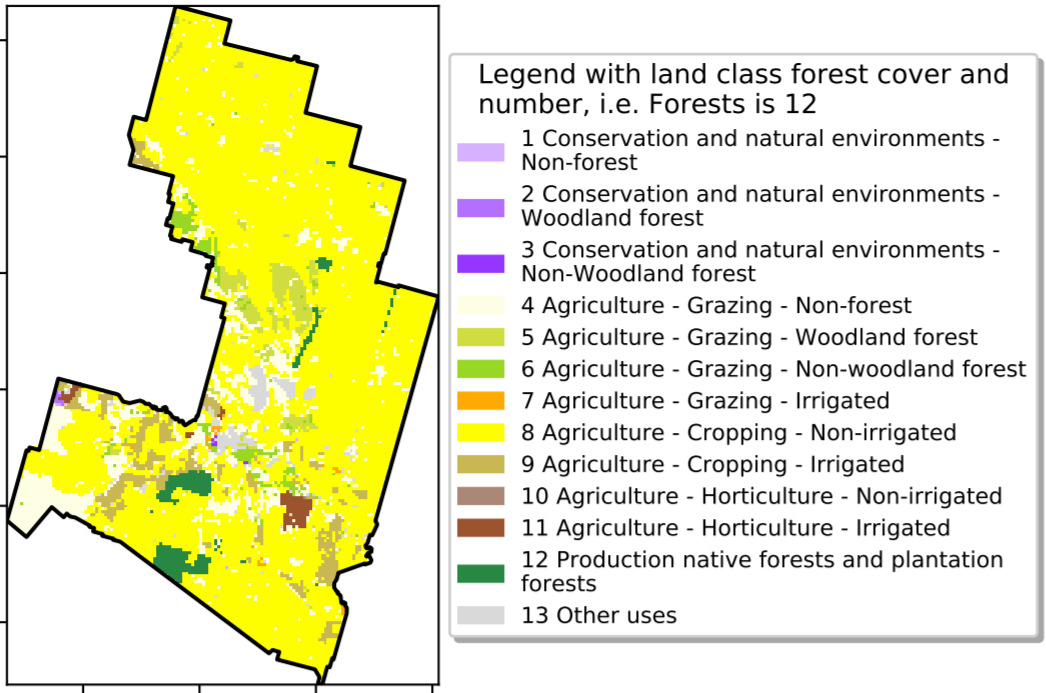 Legend with land class forest cover and
number, i.e. Forests is 12
1 Conservation and natural environments -
Non-forest
2 Conservation and natural environments -
Woodland forest
3 Conservation and natural environments -
Non-Woodland forest
4 Agriculture - Grazing - Non-forest
5 Agriculture - Grazing - Woodland forest
6 Agriculture - Grazing - Non-woodland forest
7 Agriculture - Grazing - Irrigated
8 Agriculture - Cropping - Non-irrigated
9 Agriculture - Cropping - Irrigated
10 Agriculture - Horticulture - Non-irrigated
11 Agriculture - Horticulture - Irrigated
12 Production native forests and plantation
forests
13 Other uses